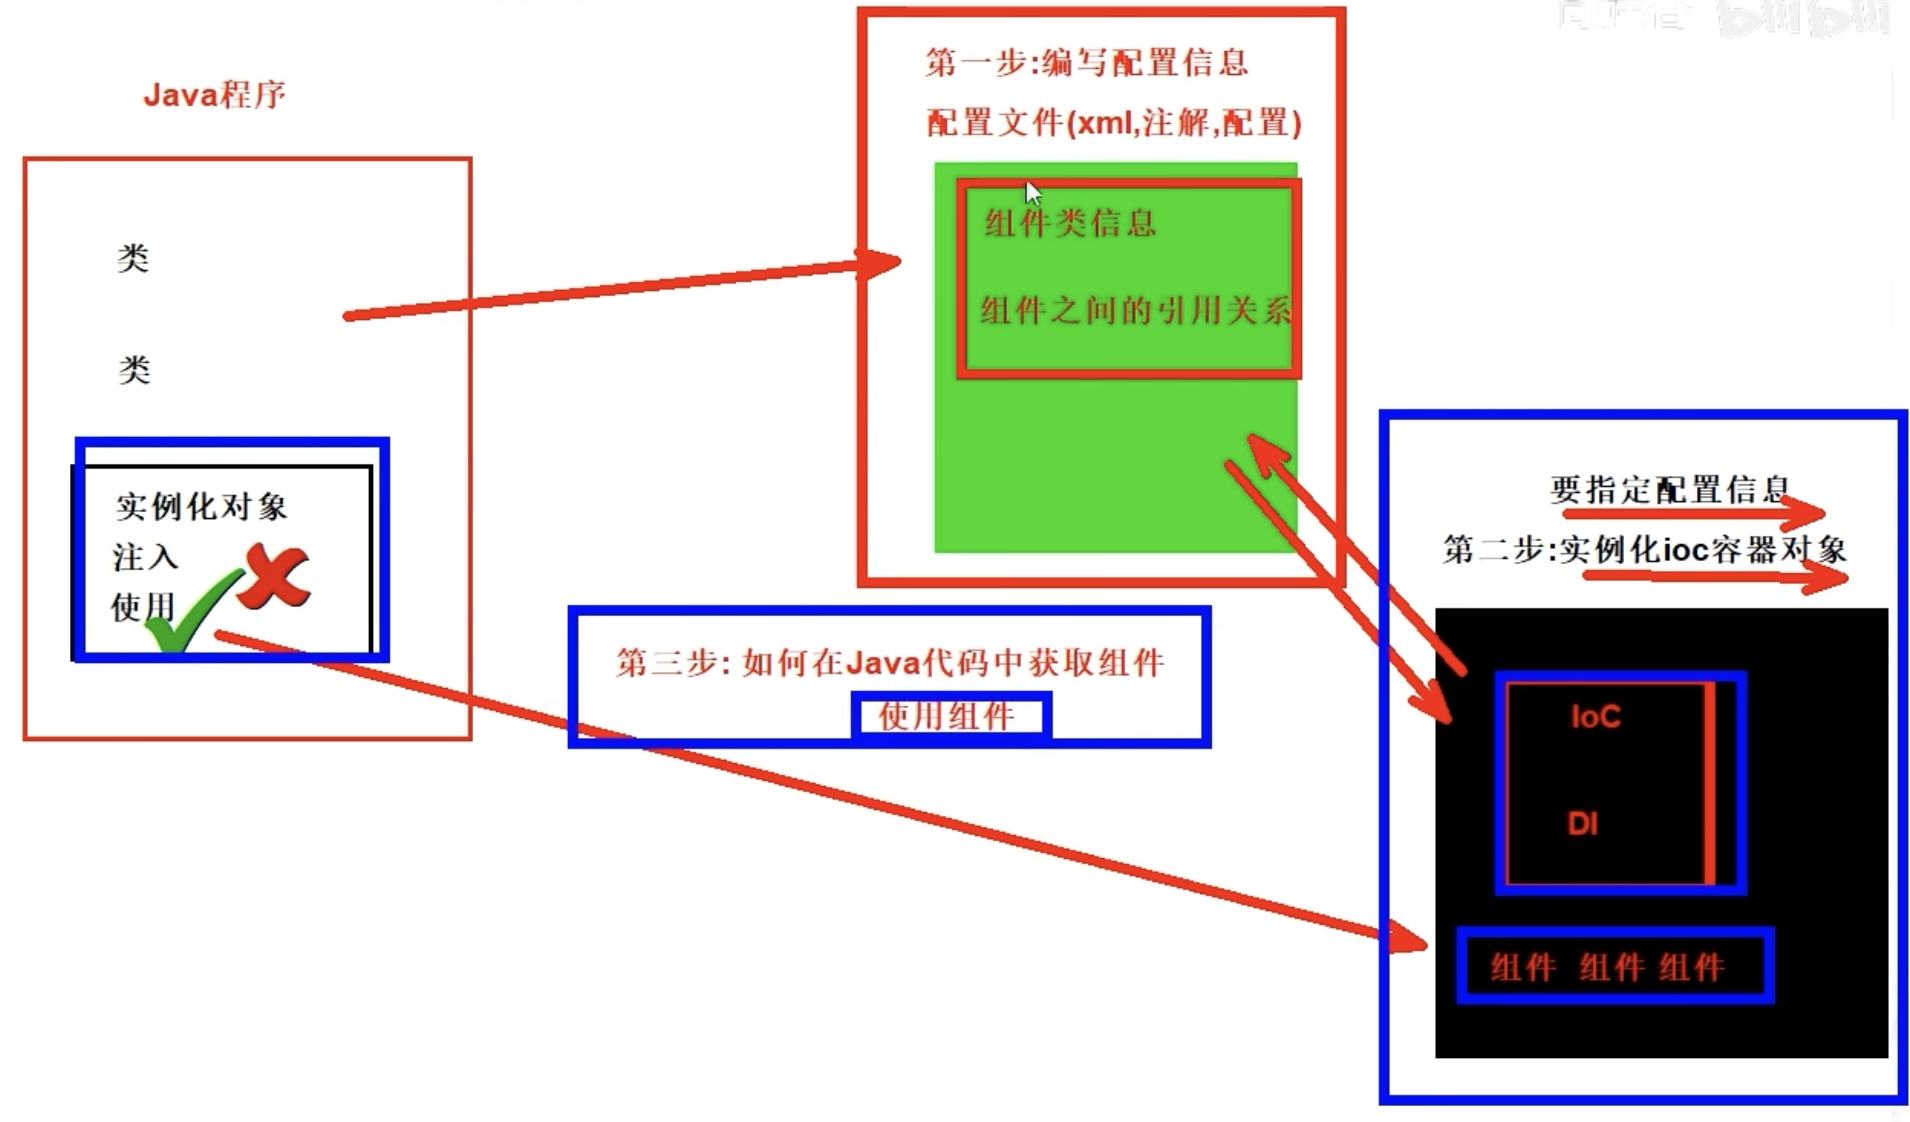 Java程序
类
类
实例化对象
注入
使用
第一步:编写配置信息
配置文件(xml,注解,配置)
组件类信息
组件之间的引用关系
第三步: 如何在Java代码中获取组件
使用组件
要指定配置信息
第二步:实例化ioc容器对象
IoC
DI
组件 组件 组件
bilibili